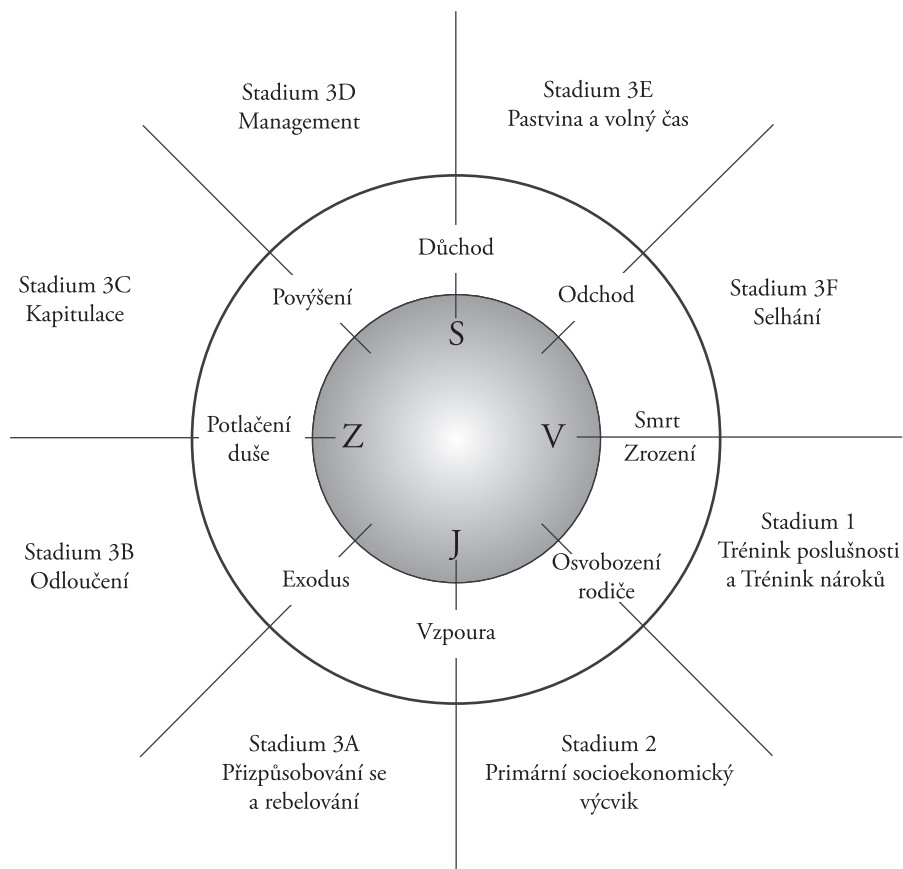 Stadium 3D
Management
Stadium 3E
Pastvina a volný čas
Důchod
Stadium 3C
Kapitulace
Povýšení
Odchod
Stadium 3F
Selhání
S
Potlačení
duše
Z
V
Smrt
Zrození
Stadium 3B
Odloučení
Exodus
J
Osvobození
rodiče
Stadium 1
Trénink poslušnosti
a Trénink nároků
Vzpoura
Stadium 3A
Přizpůsobování se
a rebelování
Stadium 2
Primární socioekonomický
výcvik